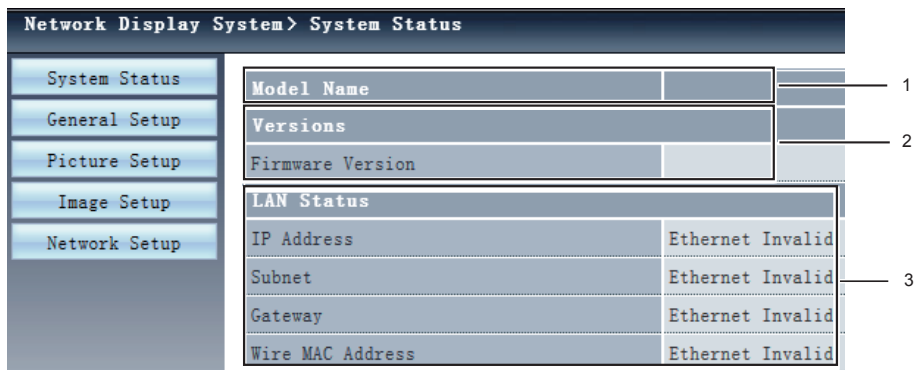 Network Display System> System Status
System Status
General Setup
Picture Setup
Image Setup
Network Setup
Model Name
1
Versions
2
Firmware Version
LAN Status
IP Address Ethernet Invalid
Subnet Ethernet Invalid
3
Gateway Ethernet Invalid
Wire MAC Address Ethernet Invalid